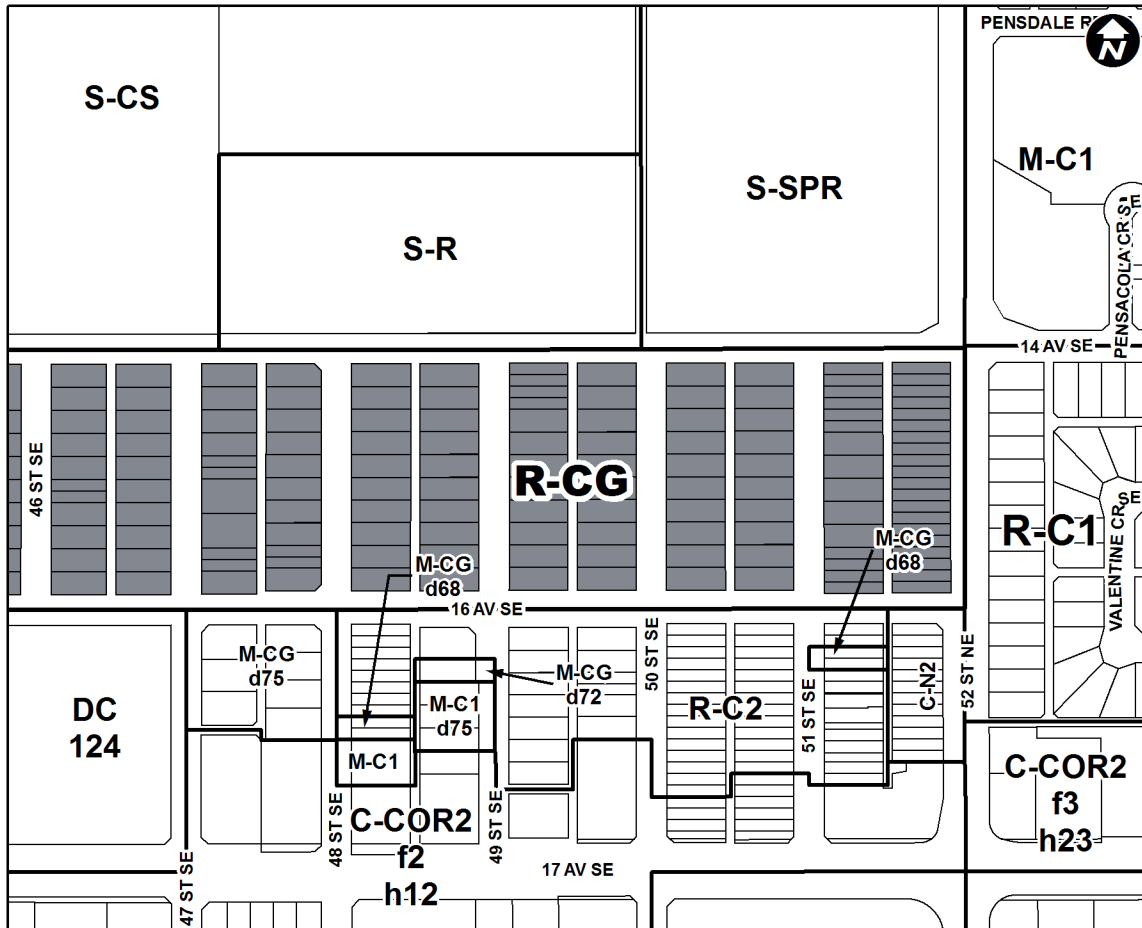 PENSDALE R
N
S-CS
M-C1
S-SPR
PENSACOLA CR SE
S-R
14 AV SE
46 ST SE
R-CG
VALENTINE CR SE
R-C1
M-CG
d68
M-CG
d68
16 AV SE
50 ST SE
M-CG
d75
M-CG
d72
C-N2
52 ST NE
DC
124
M-C1
d75
R-C2
51 ST SE
M-C1
C-COR2
f3
h23
48 ST SE
C-COR2
f2
h12
49 ST SE
17 AV SE
47 ST SE